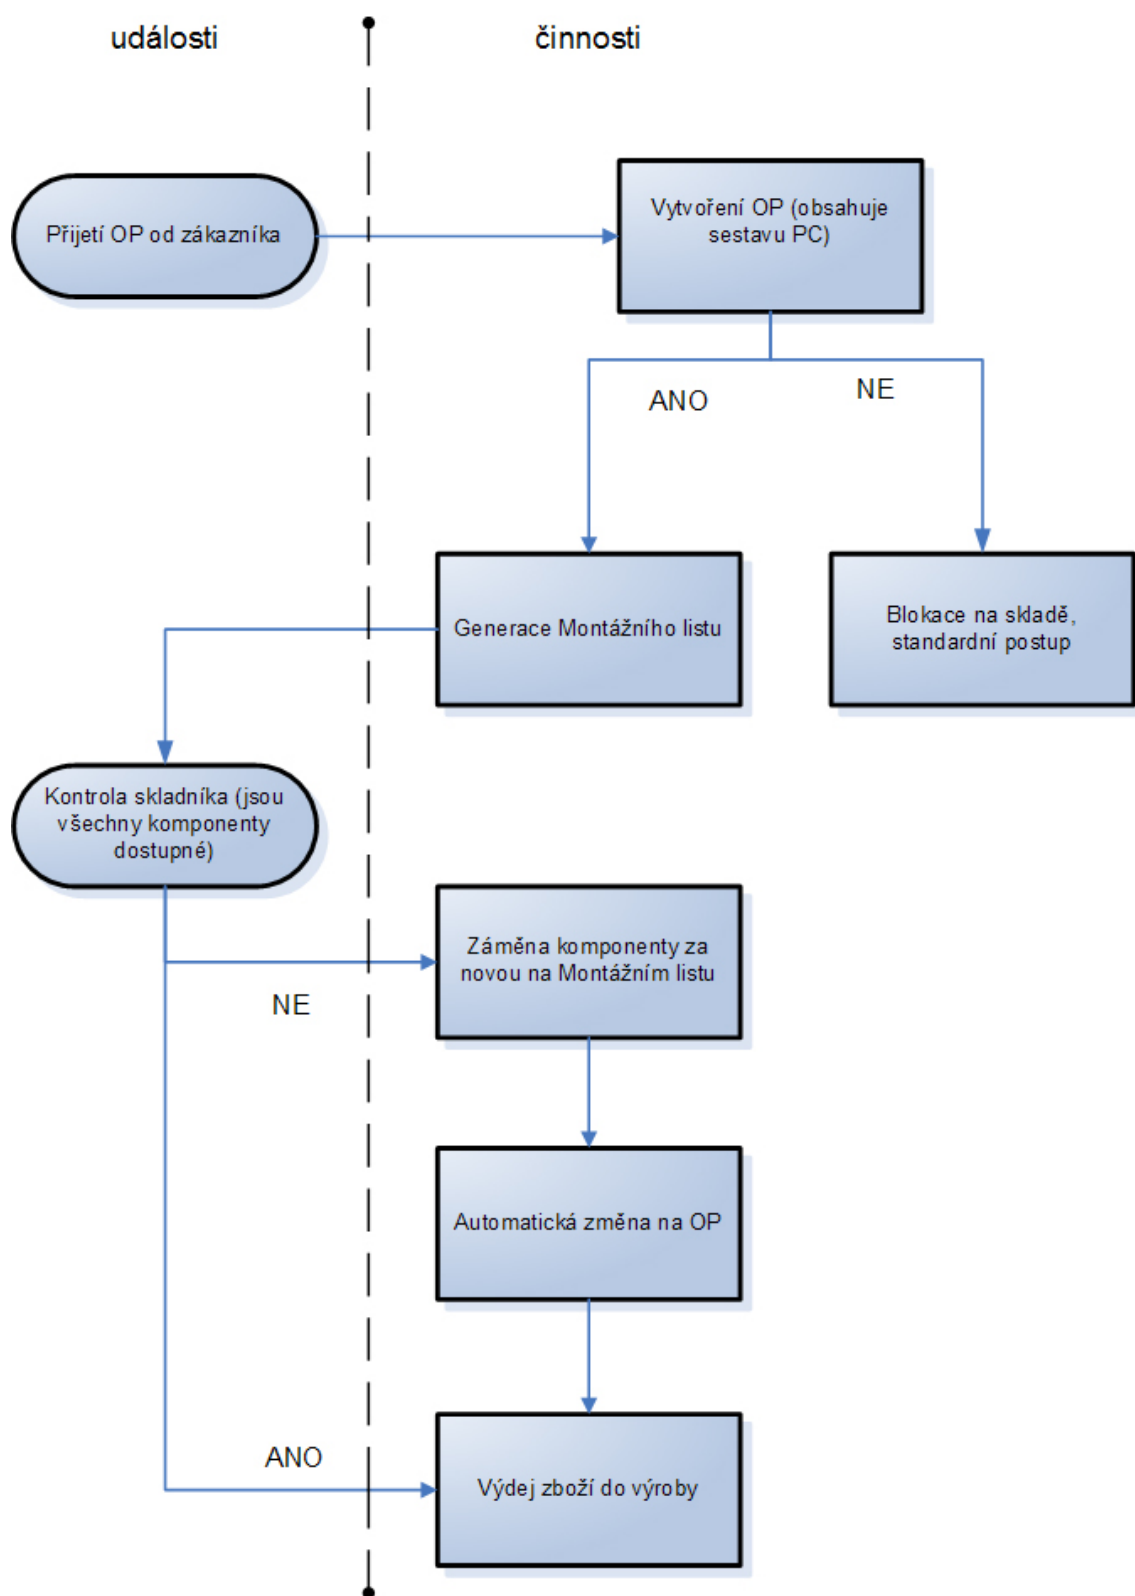 události
činnosti
Přijetí OP od zákazníka
Vytvoření OP (obsahuje
sestavu PC)
ANO
NE
Generace Montážního listu
Blokace na skladě,
standardní postup
Kontrola skladníka (jsou
všechny komponenty
dostupné)
Záměna komponenty za
novou na Montážním listu
NE
Automatická změna na OP
ANO
Výdej zboží do výroby